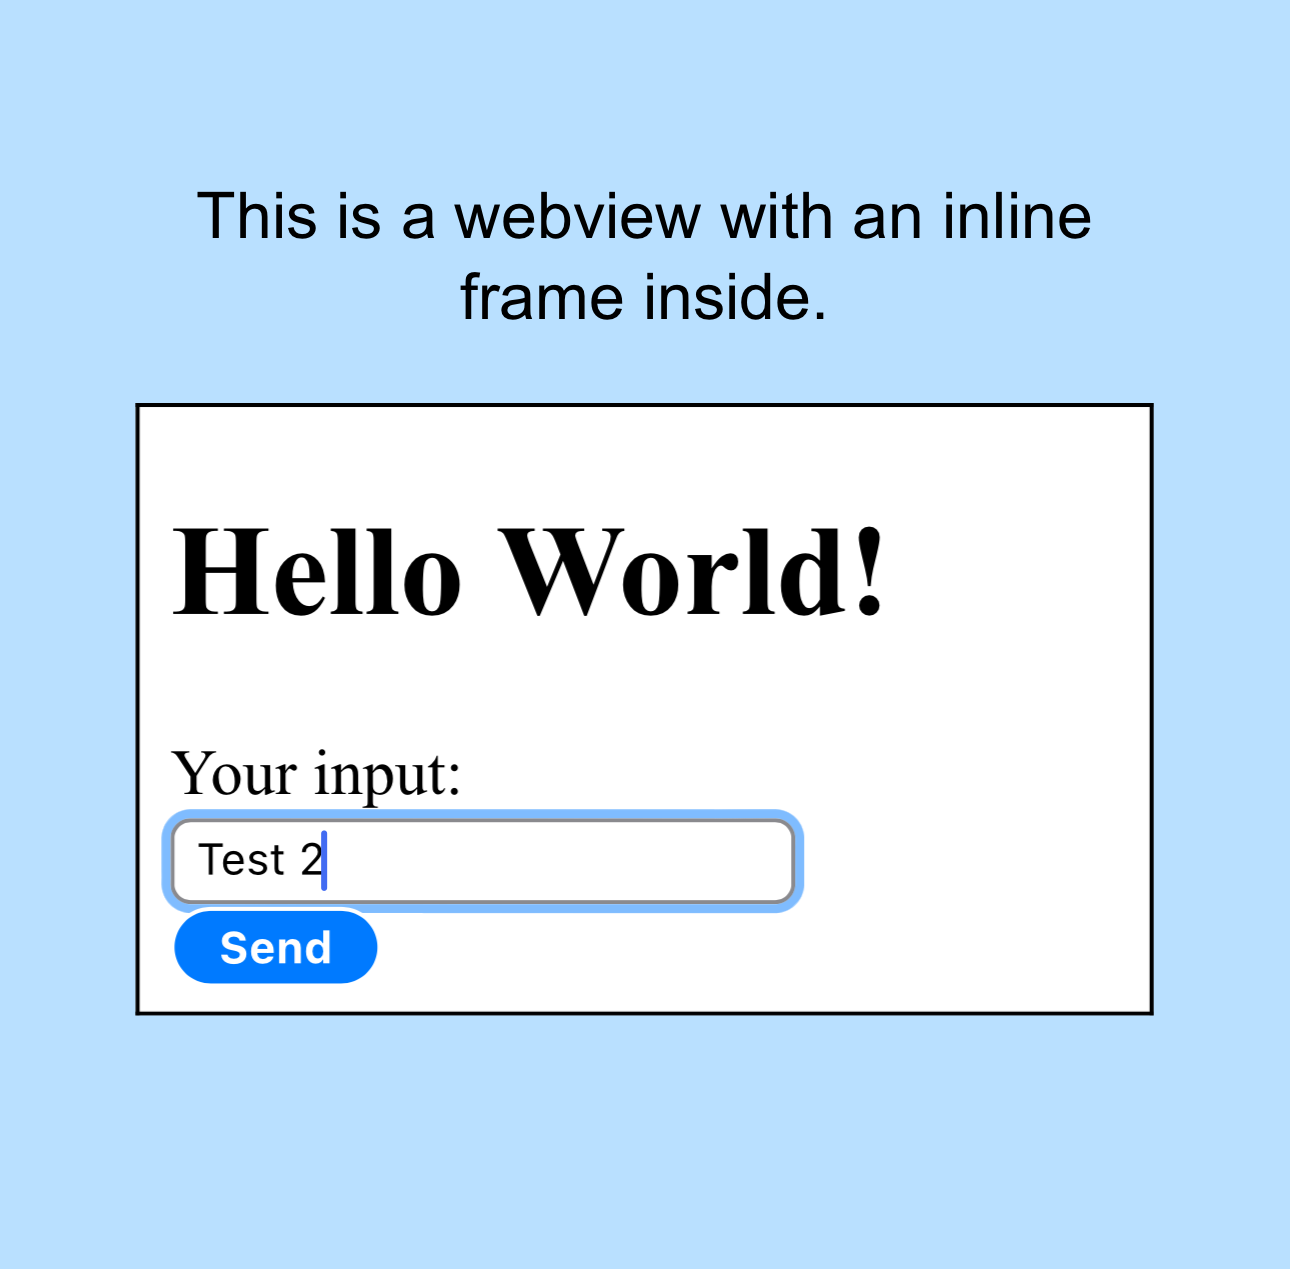 This is a webview with an inline
frame inside.
Hello World!
Your input:
Test 2
Send